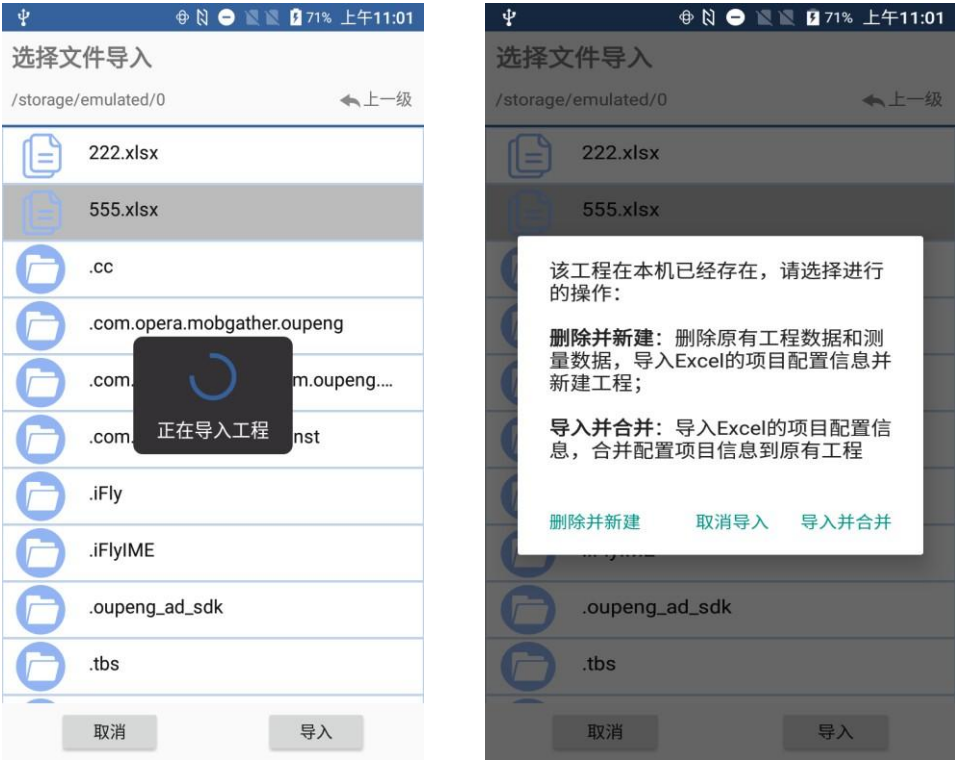 71% 上午11:01
选择文件导入
/storage/emulated/0 上一级
222.xlsx
555.xlsx
.cc
.com.opera.mobgather.oupeng
.com. m.oupeng....
正在导入工程
.com. nst
.iFly
.iFlyIME
.oupeng_ad_sdk
.tbs
取消 导入
71% 上午11:01
选择文件导入
/storage/emulated/0 上一级
222.xlsx
555.xlsx
该工程在本机已经存在，请选择进行
的操作：
删除并新建：删除原有工程数据和测
量数据，导入Excel的项目配置信息并
新建工程；
导入并合并：导入Excel的项目配置信
息，合并配置项目信息到原有工程
删除并新建 取消导入 导入并合并
.oupeng_ad_sdk
.tbs
取消 导入